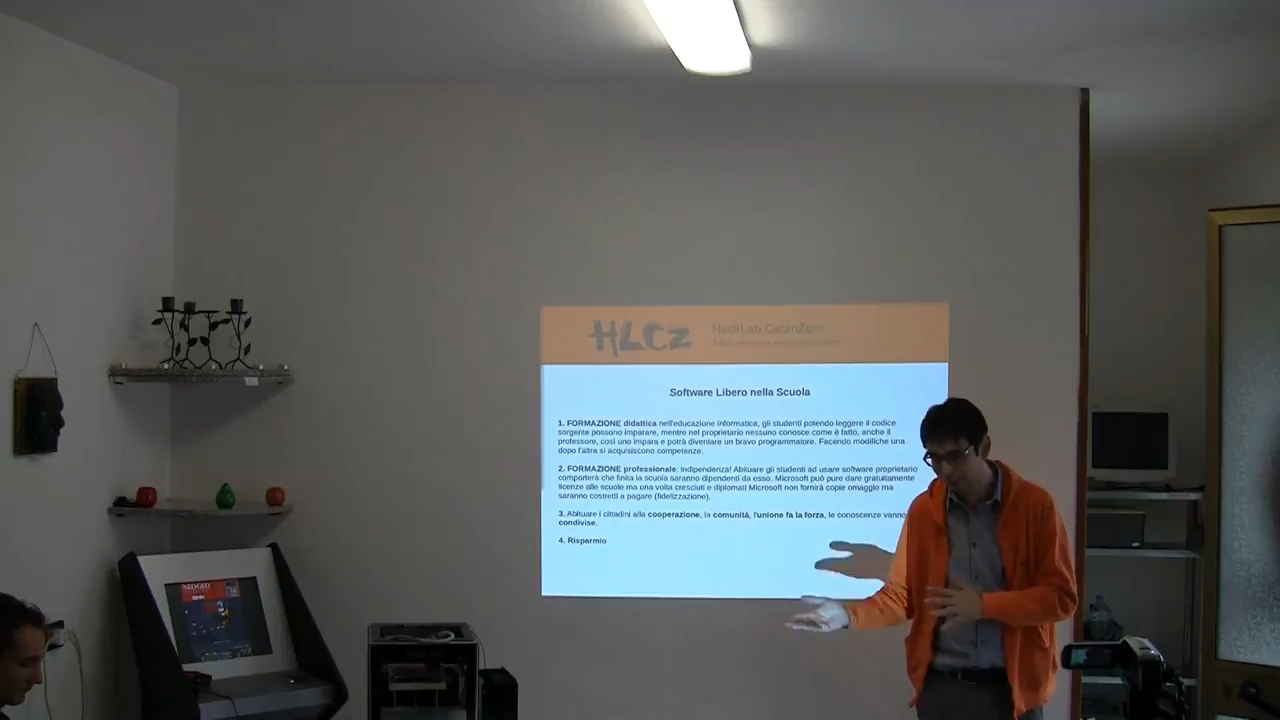 HLCz
HackLab CatanZaro
Software Libero nella Scuola
1. FORMAZIONE didattica nell'educazione informatica, gli studenti potendo leggere il codice
sorgente possono imparare, mentre nel proprietario nessuno conosce come è fatto, anche il
professore, così uno impara e potrà diventare un bravo programmatore. Facendo modifiche una
dopo l'altra si acquisiscono competenze.
2. FORMAZIONE professionale: indipendenza! Abituare gli studenti ad usare software proprietario
comporterà che finita la scuola saranno dipendenti da esso. Microsoft può pure dare gratuitamente
licenze alle scuole ma una volta cresciuti e diplomati Microsoft non fornirà copie omaggio ma
saranno costretti a pagare (fidelizzazione).
3. Abituare i cittadini alla cooperazione, la comunità, l'unione fa la forza, le conoscenze vanno
condivise.
4. Risparmio
NEOGEO